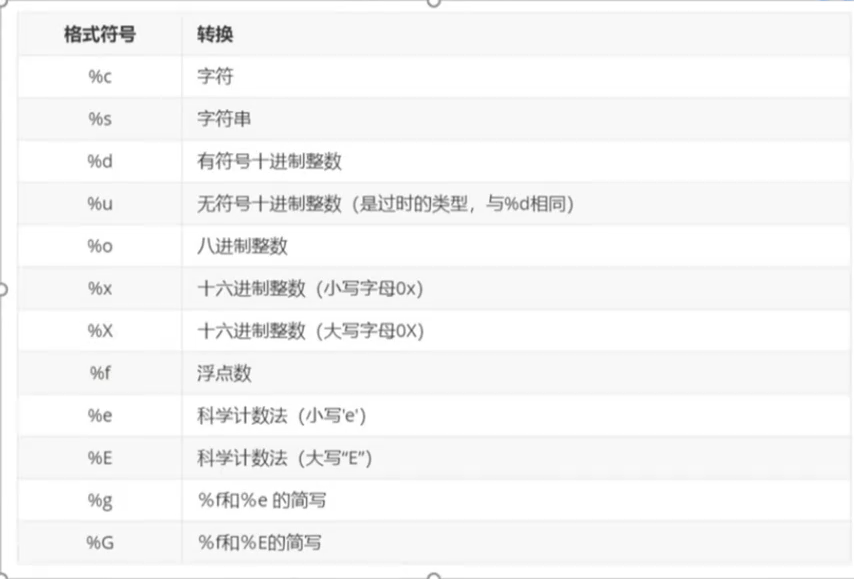 格式符号 转换
%c 字符
%s 字符串
%d 有符号十进制整数
%u 无符号十进制整数（是过时的类型，与%d相同）
%o 八进制整数
%x 十六进制整数（小写字母0x）
%X 十六进制整数（大写字母0X）
%f 浮点数
%e 科学计数法（小写'e'）
%E 科学计数法（大写“E”）
%g %f和%e 的简写
%G %f和%E的简写